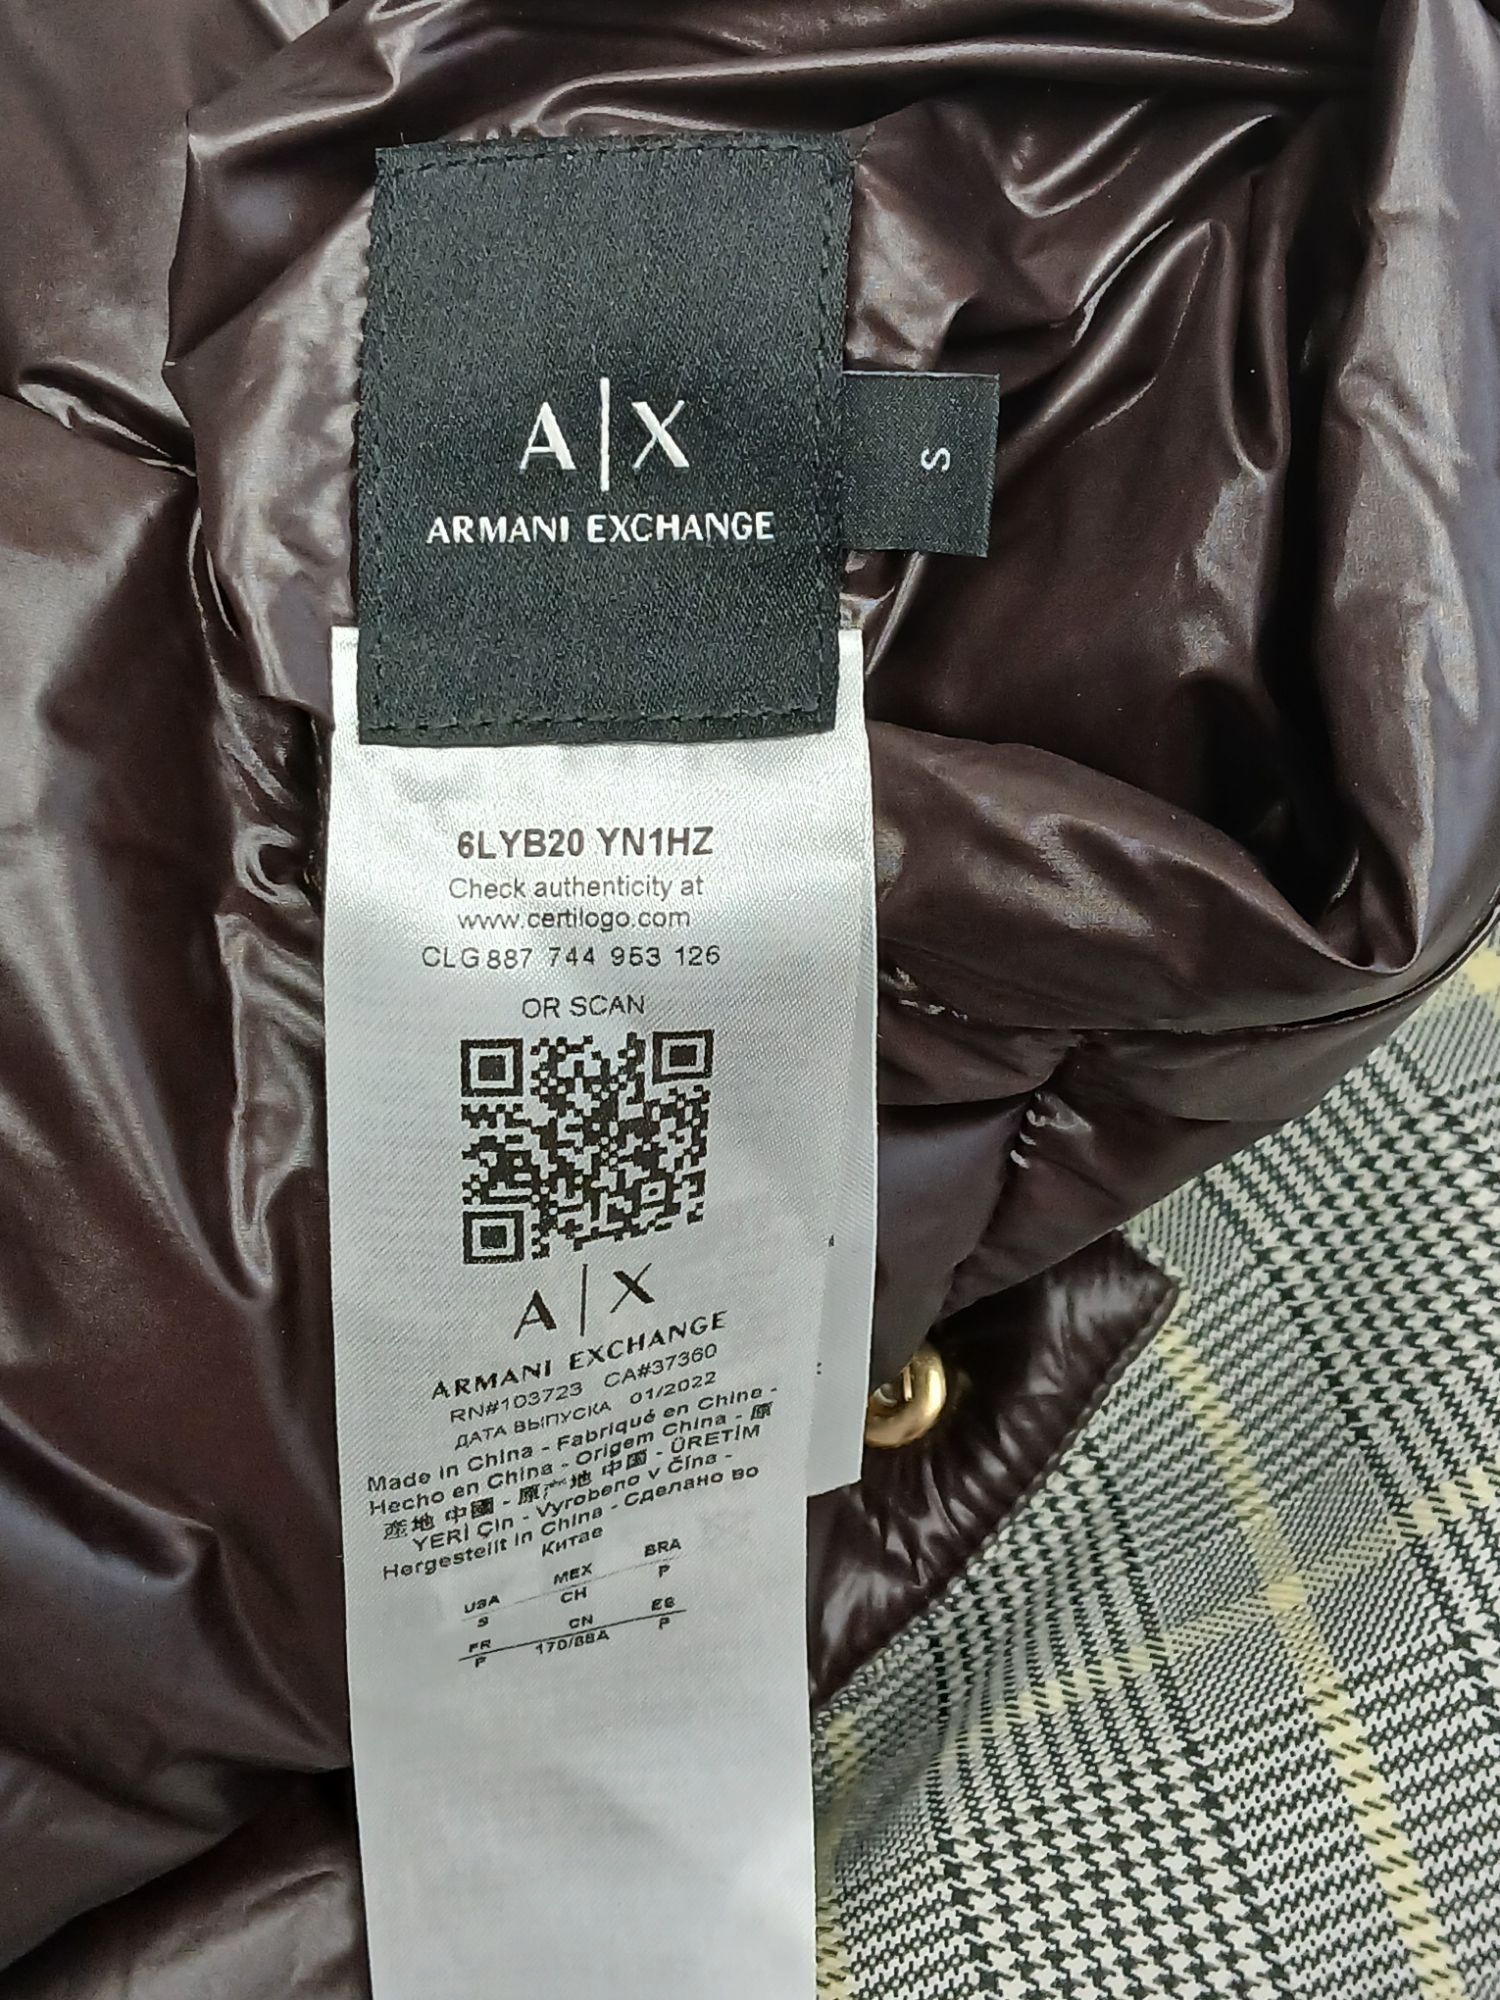 A|X
ARMANI EXCHANGE
S
6LYB20 YN1HZ
Check authenticity at
www.certilogo.com
CLG 887 744 953 126
OR SCAN
A|X
ARMANI EXCHANGE
RN#103723 CA#37360
ДАТА ВЫПУСКА 01/2022
Made in China - Fabriqué en China -
Hecho en China - Origem China - 原
產地 中國 - 原产地 中国 - ÜRETİM
YERİ Çin - Vyrobeno v Čína -
Hergestellt in China - Сделано во
Китае
USA MEX BRA
S CH P
FR CN ES
P 170/88A P